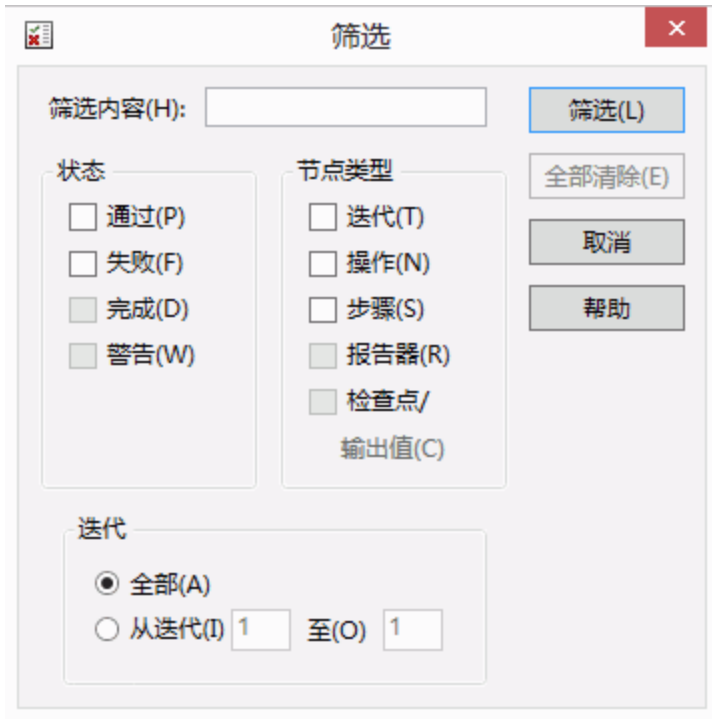 筛选
筛选内容(H):
筛选(L)
全部清除(E)
取消
帮助
状态
通过(P)
失败(F)
完成(D)
警告(W)
节点类型
迭代(T)
操作(N)
步骤(S)
报告器(R)
检查点/
输出值(C)
迭代
全部(A)
从迭代(I) 1 至(O) 1